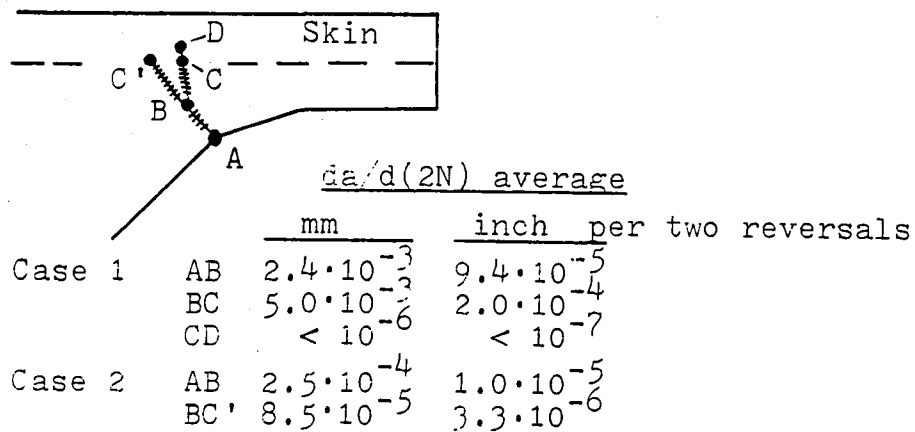 D Skin
C' C
B
A
da/d(2N) average
mm inch per two reversals
Case 1 AB 2.4·10⁻³ 9.4·10⁻⁵
BC 5.0·10⁻³ 2.0·10⁻⁴
CD < 10⁻⁶ < 10⁻⁷
Case 2 AB 2.5·10⁻⁴ 1.0·10⁻⁵
BC' 8.5·10⁻⁵ 3.3·10⁻⁶